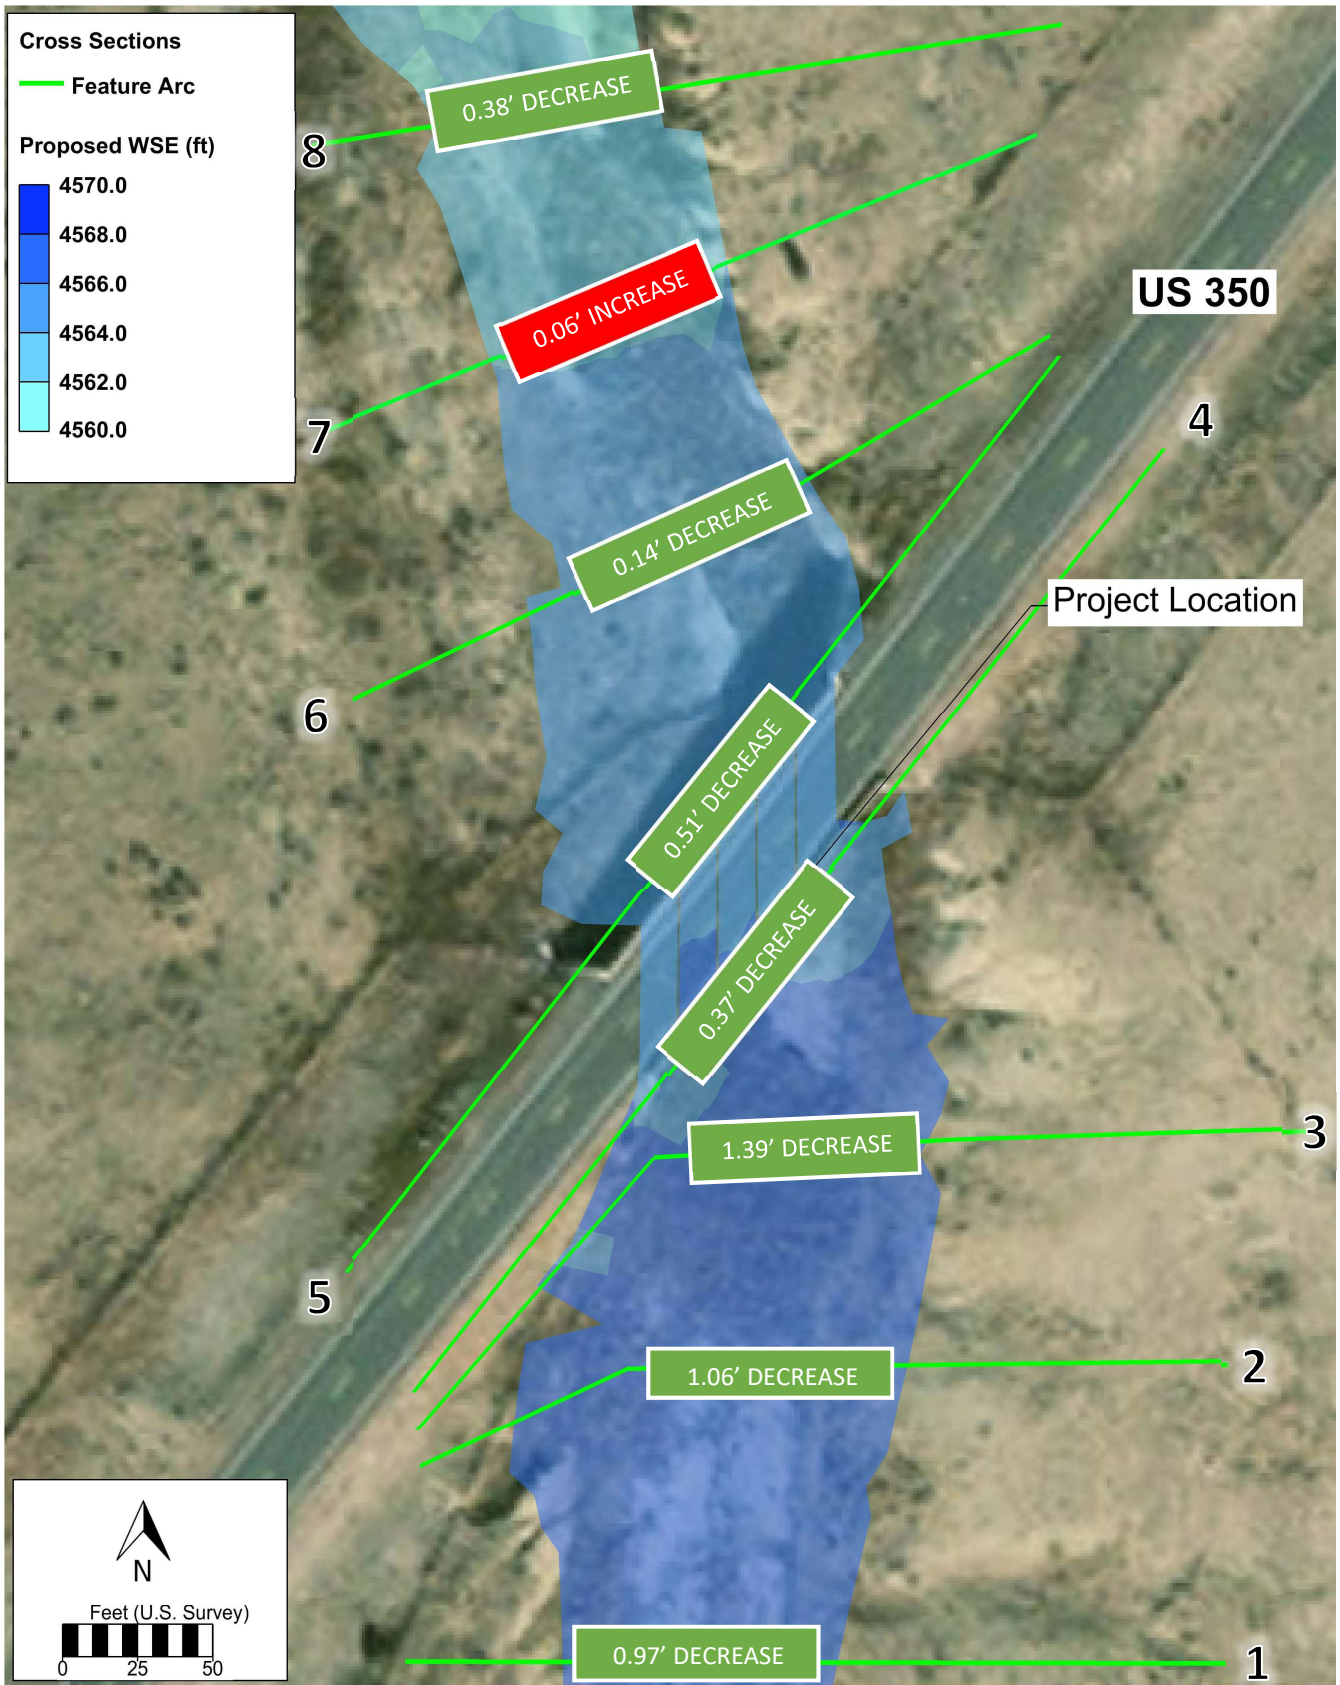 Cross Sections
Feature Arc
Proposed WSE (ft)
4570.0
4568.0
4566.0
4564.0
4562.0
4560.0
0.38' DECREASE
8
0.06' INCREASE
7
US 350
4
0.14' DECREASE
6
Project Location
0.51' DECREASE
0.37' DECREASE
1.39' DECREASE
3
5
1.06' DECREASE
2
N
Feet (U.S. Survey)
0 25 50
0.97' DECREASE
1